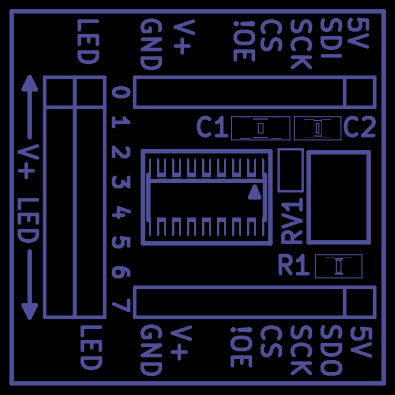 LED GND V+ !OE CS SCK SDI 5V
0
1
C1 C2
2
3
V+ LED
4
RV1
5
6
R1
7
LED GND V+ !OE CS SCK SDO 5V